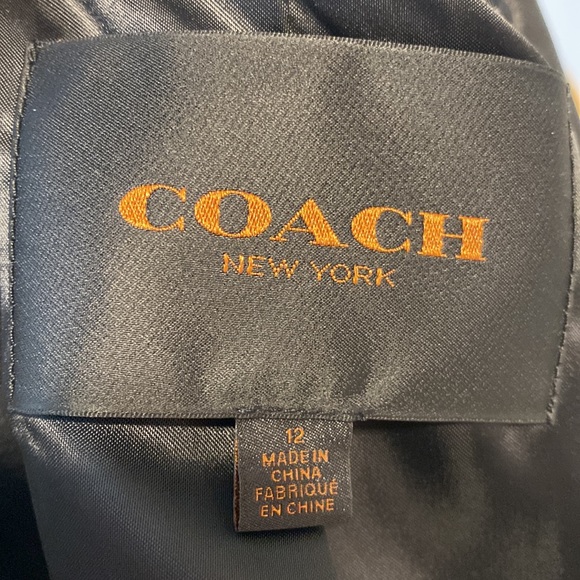 COACH
NEW YORK
12
MADE IN
CHINA
FABRIQUÉ
EN CHINE